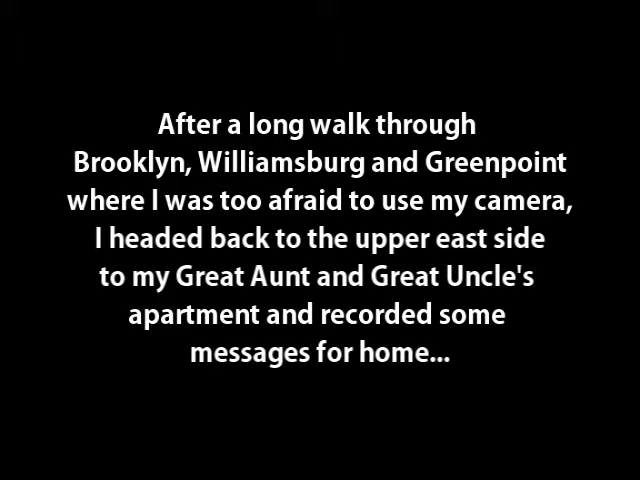 After a long walk through
Brooklyn, Williamsburg and Greenpoint
where I was too afraid to use my camera,
I headed back to the upper east side
to my Great Aunt and Great Uncle's
apartment and recorded some
messages for home...